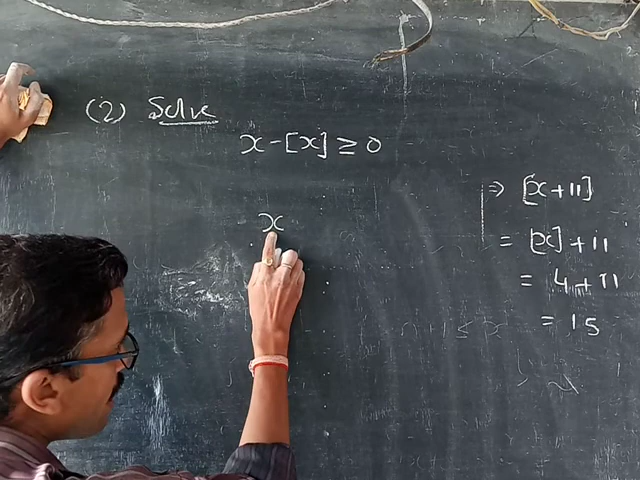 (2) Solve
x - [x] ≥ 0
x
⇒ [x + 11]
= [x] + 11
= 4 + 11
= 15